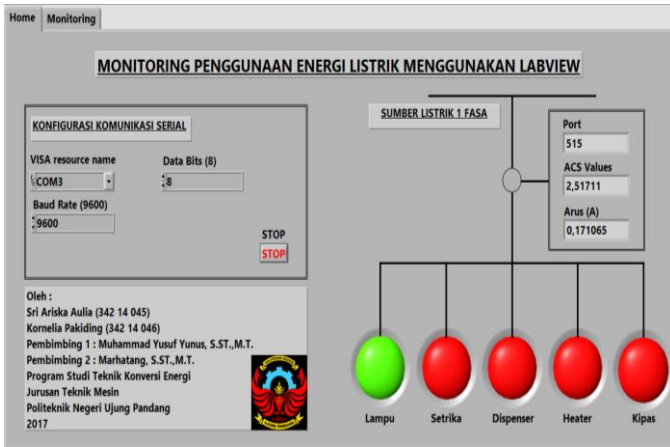 Home Monitoring
MONITORING PENGGUNAAN ENERGI LISTRIK MENGGUNAKAN LABVIEW
KONFIGURASI KOMUNIKASI SERIAL
VISA resource name
COM3
Data Bits (8)
8
Baud Rate (9600)
9600
STOP
STOP
SUMBER LISTRIK 1 FASA
Port
515
ACS Values
2,51711
Arus (A)
0,171065
Oleh :
Sri Ariska Aulia (342 14 045)
Kornelia Pakiding (342 14 046)
Pembimbing 1 : Muhammad Yusuf Yunus, S.ST.,M.T.
Pembimbing 2 : Marhatang, S.ST.,M.T.
Program Studi Teknik Konversi Energi
Jurusan Teknik Mesin
Politeknik Negeri Ujung Pandang
2017
Lampu Setrika Dispenser Heater Kipas